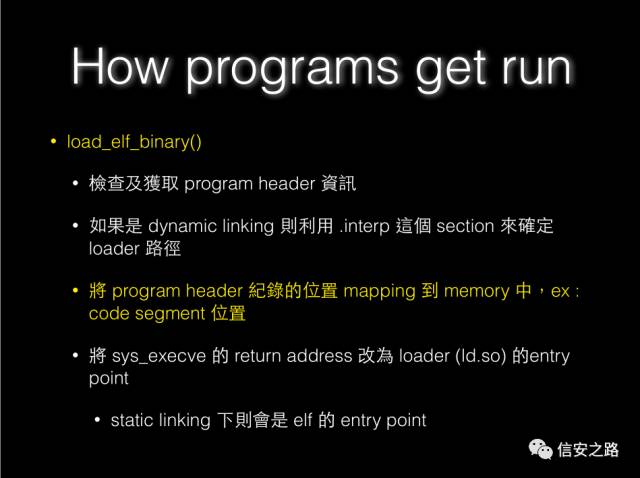 How programs get run
• load_elf_binary()
• 檢查及獲取 program header 資訊
• 如果是 dynamic linking 則利用 .interp 這個 section 來確定
loader 路徑
• 將 program header 紀錄的位置 mapping 到 memory 中，ex :
code segment 位置
• 將 sys_execve 的 return address 改為 loader (ld.so) 的entry
point
• static linking 下則會是 elf 的 entry point
信安之路